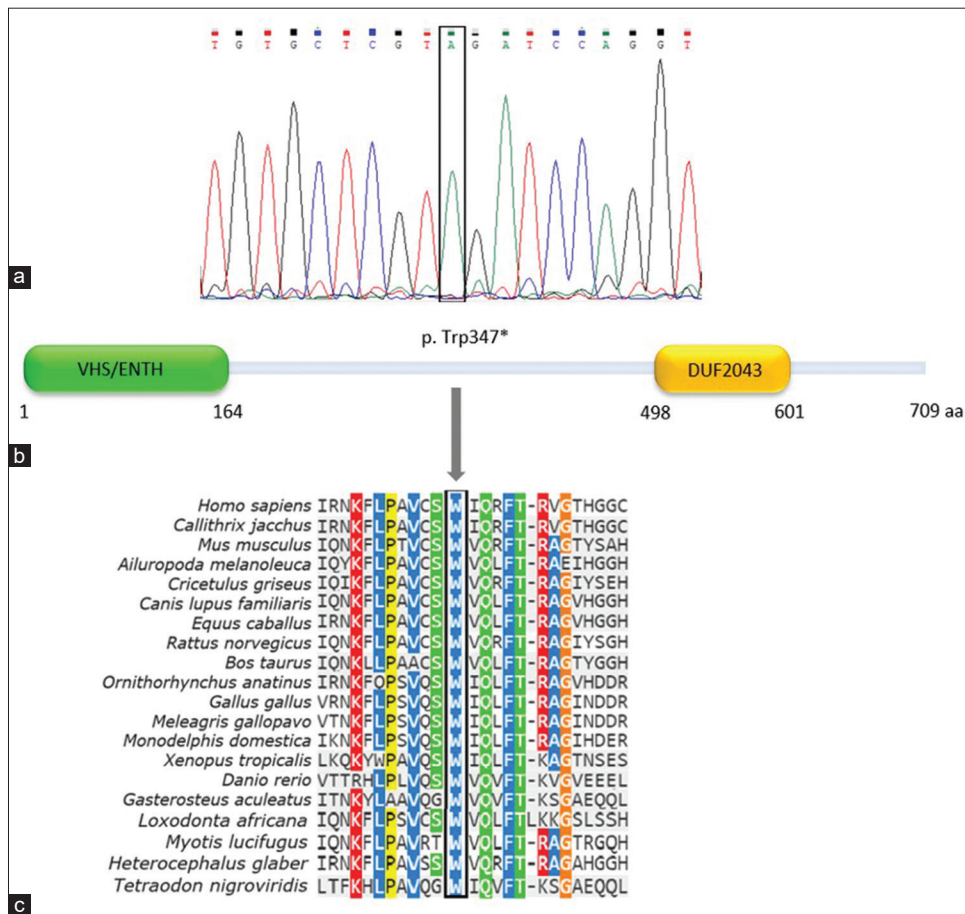 T G T G C T C G T A G A T C C A G G T
a
p. Trp347*
VHS/ENTH
DUF2043
1
164
498
601
709 aa
b
Homo sapiens IRNKFLPAVCSWIQRFT-RVGTHGGC
Callithrix jacchus IRNKFLPAVCSWIQRFT-RVGTHGGC
Mus musculus IQNKFLPTVCSWVQRFT-RAGTYSAH
Ailuropoda melanoleuca IQYKFLPAVCSWVQLFT-RAEIHGGH
Cricetulus griseus IQIKFLPAVCSWVQRFT-RAGIYSEH
Canis lupus familiaris IQNKFLPAVCSWVQLFT-RAGVHGGH
Equus caballus IRNKFLPAVCSWVQLFT-RAGVHGGH
Rattus norvegicus IQNKFLPAVCSWVQRFT-RAGIYSGH
Bos taurus IQNKLLPAACSWVQLFT-RAGTYGGH
Ornithorhynchus anatinus IRNKFQPSVQSWIQLFT-RAGVHDDR
Gallus gallus VRNKFLPSVQSWIQLFT-RAGINDDR
Meleagris gallopavo VTNKFLPSVQSWIQLFT-RAGINDDR
Monodelphis domestica IKNKFLPSVQSWIQLFT-RAGIHDER
Xenopus tropicalis LKQKYWPAVQSWIQLFT-KAGTNSES
Danio rerio VTTRHLPLVQSWVQVFT-KVGVEEEL
Gasterosteus aculeatus ITNKYLAAVQGWVQVFT-KSGAEQQL
Loxodonta africana IQNKFLPSVCSWVQLFTLKKGSLSSH
Myotis lucifugus IQNKFLPAVRTWVQLFT-RAGTRGQH
Heterocephalus glaber IRNKFLPAVSSWVQRFT-RAGAHGGH
Tetraodon nigroviridis LTFKHLPAVQGWIQVFT-KSGAEQQL
c